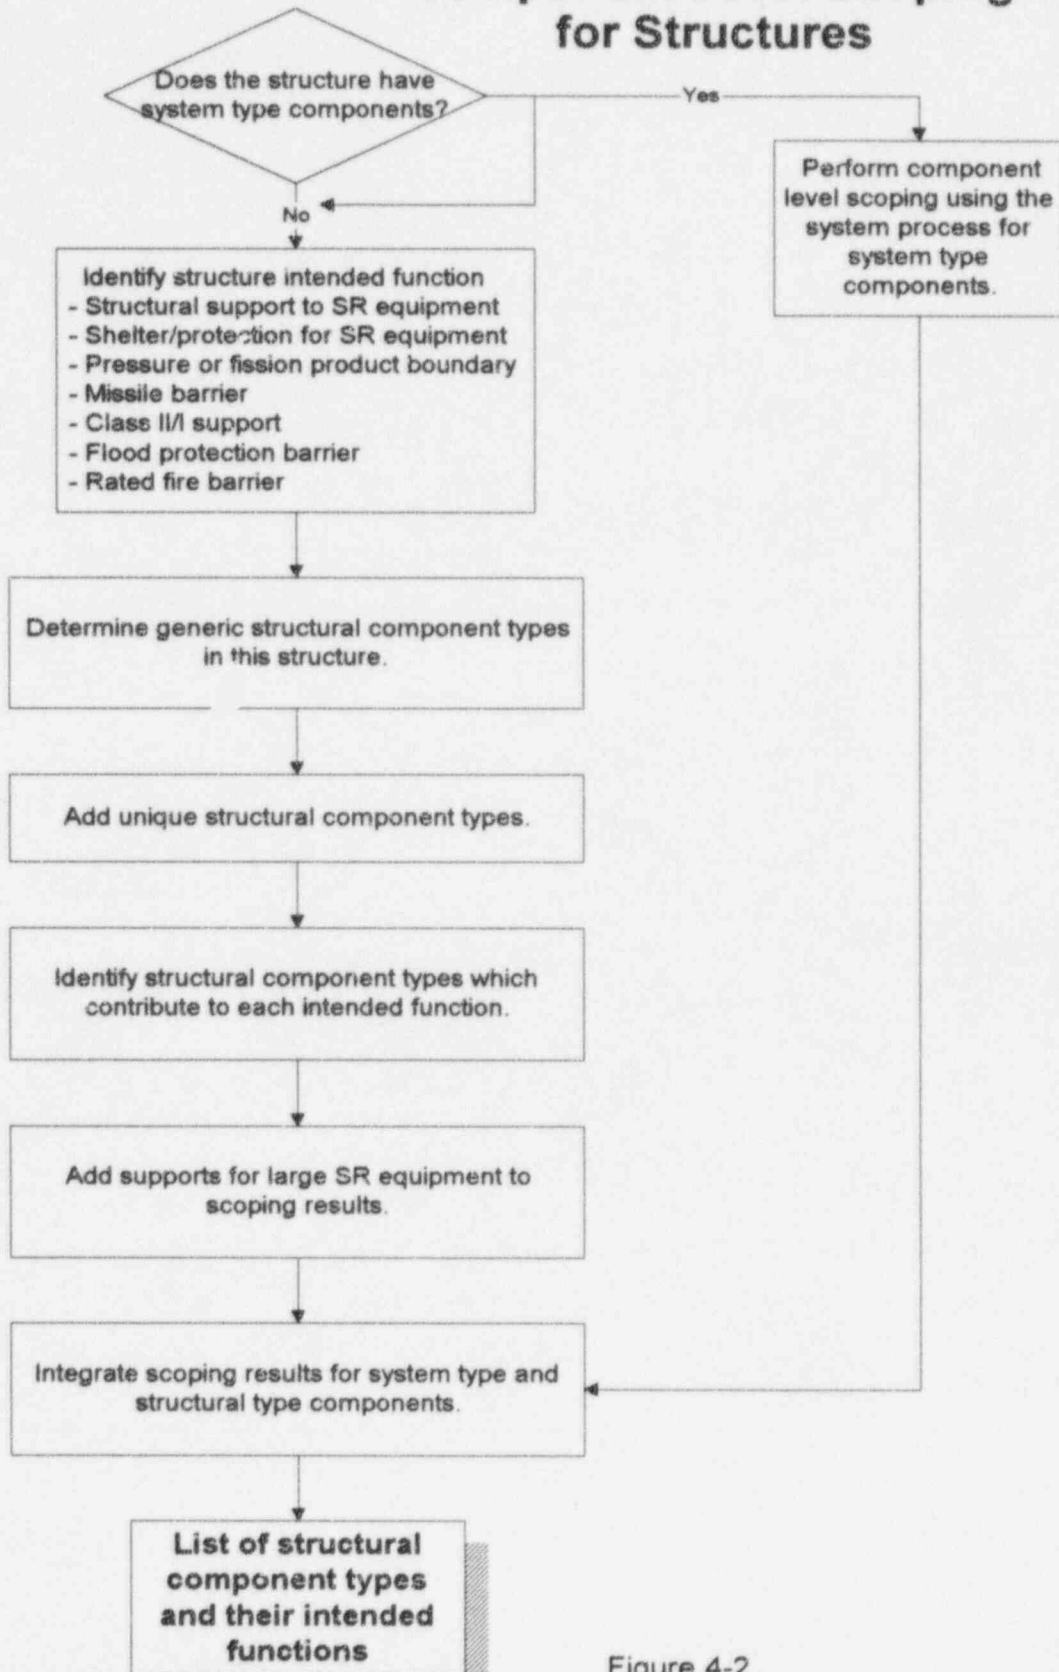 for Structures
Does the structure have
system type components?
Yes
No
Perform component
level scoping using the
system process for
system type
components.
Identify structure intended function
- Structural support to SR equipment
- Shelter/protection for SR equipment
- Pressure or fission product boundary
- Missile barrier
- Class II/I support
- Flood protection barrier
- Rated fire barrier
Determine generic structural component types
in this structure.
Add unique structural component types.
Identify structural component types which
contribute to each intended function.
Add supports for large SR equipment to
scoping results.
Integrate scoping results for system type and
structural type components.
List of structural
component types
and their intended
functions
Figure 4-2